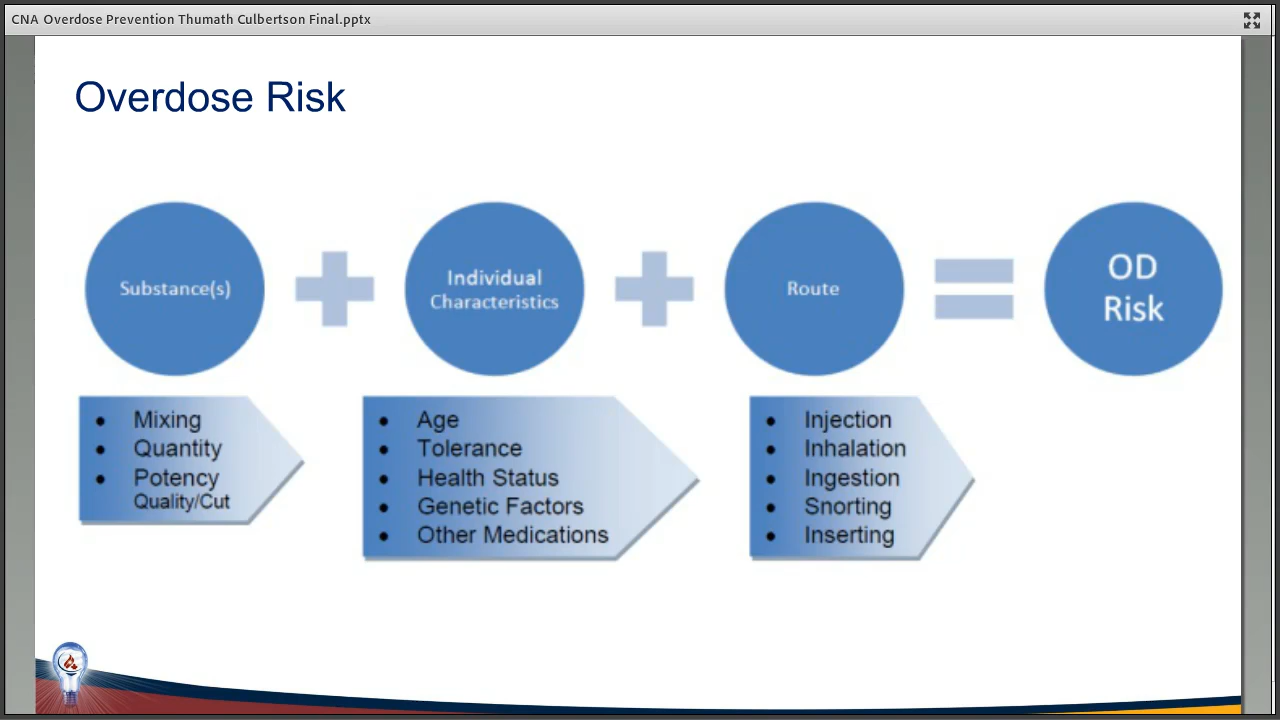 CNA Overdose Prevention Thumath Culbertson Final.pptx
Overdose Risk
Substance(s)
Individual
Characteristics
Route
OD
Risk
• Mixing
• Quantity
• Potency
Quality/Cut
• Age
• Tolerance
• Health Status
• Genetic Factors
• Other Medications
• Injection
• Inhalation
• Ingestion
• Snorting
• Inserting